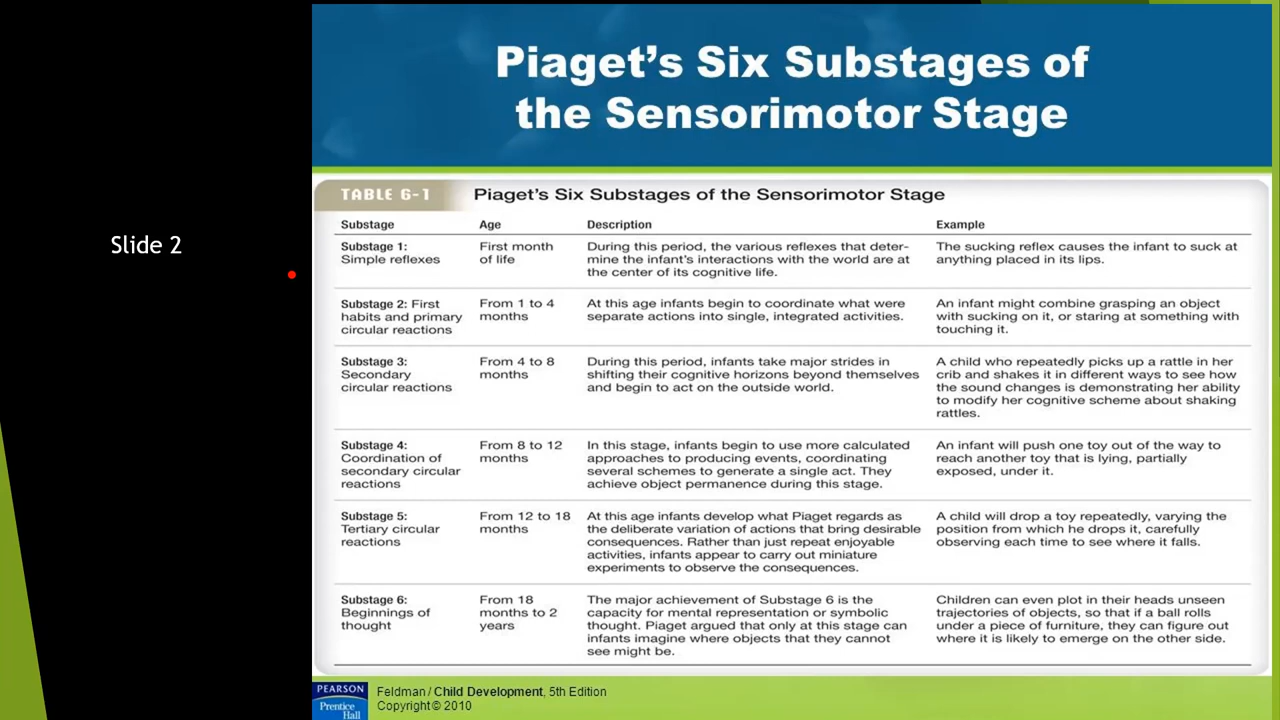 Piaget's Six Substages of
the Sensorimotor Stage
Slide 2
TABLE 6-1 Piaget's Six Substages of the Sensorimotor Stage
Substage Age Description Example
Substage 1:
Simple reflexes
First month
of life
During this period, the various reflexes that deter-
mine the infant's interactions with the world are at
the center of its cognitive life.
The sucking reflex causes the infant to suck at
anything placed in its lips.
Substage 2: First
habits and primary
circular reactions
From 1 to 4
months
At this age infants begin to coordinate what were
separate actions into single, integrated activities.
An infant might combine grasping an object
with sucking on it, or staring at something with
touching it.
Substage 3:
Secondary
circular reactions
From 4 to 8
months
During this period, infants take major strides in
shifting their cognitive horizons beyond themselves
and begin to act on the outside world.
A child who repeatedly picks up a rattle in her
crib and shakes it in different ways to see how
the sound changes is demonstrating her ability
to modify her cognitive scheme about shaking
rattles.
Substage 4:
Coordination of
secondary circular
reactions
From 8 to 12
months
In this stage, infants begin to use more calculated
approaches to producing events, coordinating
several schemes to generate a single act. They
achieve object permanence during this stage.
An infant will push one toy out of the way to
reach another toy that is lying, partially
exposed, under it.
Substage 5:
Tertiary circular
reactions
From 12 to 18
months
At this age infants develop what Piaget regards as
the deliberate variation of actions that bring desirable
consequences. Rather than just repeat enjoyable
activities, infants appear to carry out miniature
experiments to observe the consequences.
A child will drop a toy repeatedly, varying the
position from which he drops it, carefully
observing each time to see where it falls.
Substage 6:
Beginnings of
thought
From 18
months to 2
years
The major achievement of Substage 6 is the
capacity for mental representation or symbolic
thought. Piaget argued that only at this stage can
infants imagine where objects that they cannot
see might be.
Children can even plot in their heads unseen
trajectories of objects, so that if a ball rolls
under a piece of furniture, they can figure out
where it is likely to emerge on the other side.
PEARSON
Prentice
Hall
Feldman / Child Development, 5th Edition
Copyright © 2010